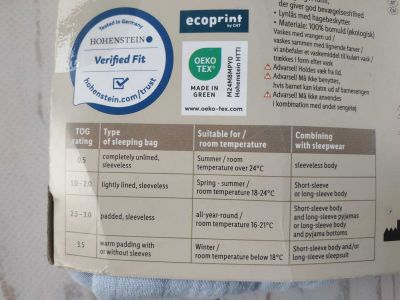 HOHENSTEIN
Verified Fit
hohenstein.com/trust
ecoprint
by CHT
OEKO
TEX®
MADE IN
GREEN
HOHENSTEIN HTTI
www.oeko-tex.com
der giver god bevægelsesfrihed.
• Lynlås med hagebeskytter
• Materiale: 100% bomuld (økologisk)
Vaskes med vrangen ud /
vaskes sammen med lignende farver /
vi anbefaler et vaskemiddel til kulørt vask /
trækkes i form efter vask
Advarsel! Holdes væk fra ild.
Advarsel! Må ikke benyttes,
hvis barnet kan klatre ud af barnesengen
Advarsel! Må ikke anvendes
i kombination med andet sengetøj
TOG
rating
Type
of sleeping bag
Suitable for /
room temperature
Combining
with sleepwear
0.5
completely unlined,
sleeveless
Summer / room
temperature over 24°C
sleeveless body
1.0 - 2.0
lightly lined, sleeveless
Spring - summer /
room temperature 18-24°C
Short-sleeve
or long-sleeve body
2.5 - 3.0
padded, sleeveless
all-year-round /
room temperature 16-21°C
Short-sleeve body
and long-sleeve pyjamas
or long-sleeve body
and pyjama bottoms
3.5
warm padding with
or without sleeves
Winter /
room temperature below 18°C
Short-sleeve body and/or
long-sleeve sleepsuit